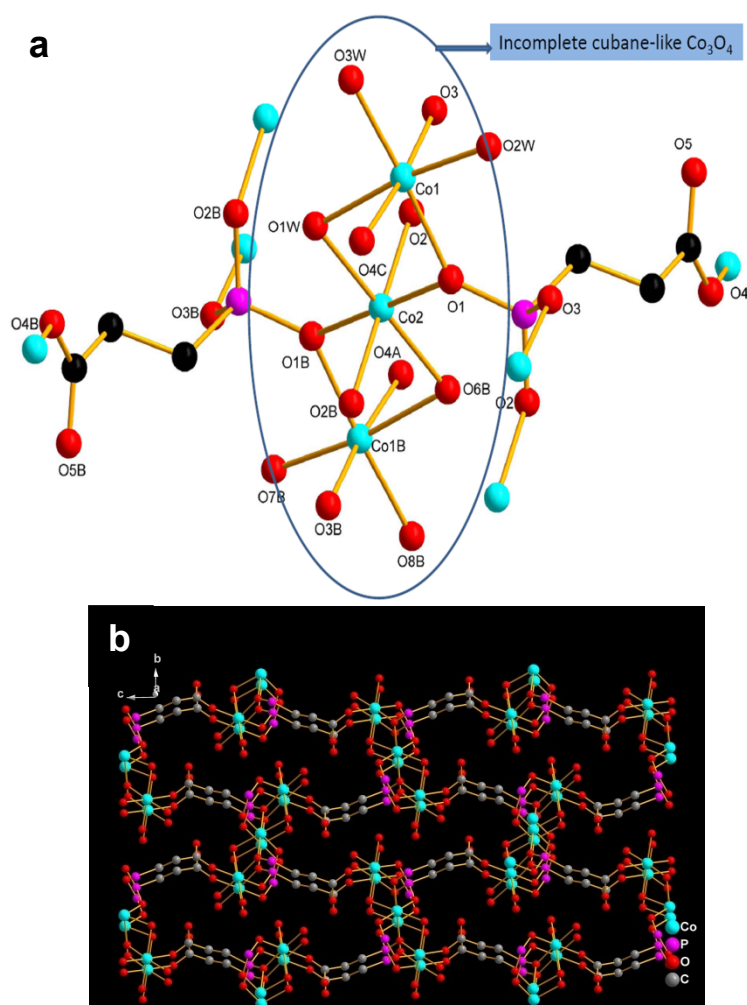 a
Incomplete cubane-like Co₃O₄
O3W
O3
O5
O2W
Co1
O2B
O1W
O2
O4C
O1
O4
O3B
Co2
O3
O4B
O1B
O4A
O2B
O6B
O2
Co1B
O5B
O7B
O3B
O8B
b
b
c
a
Co
P
O
C